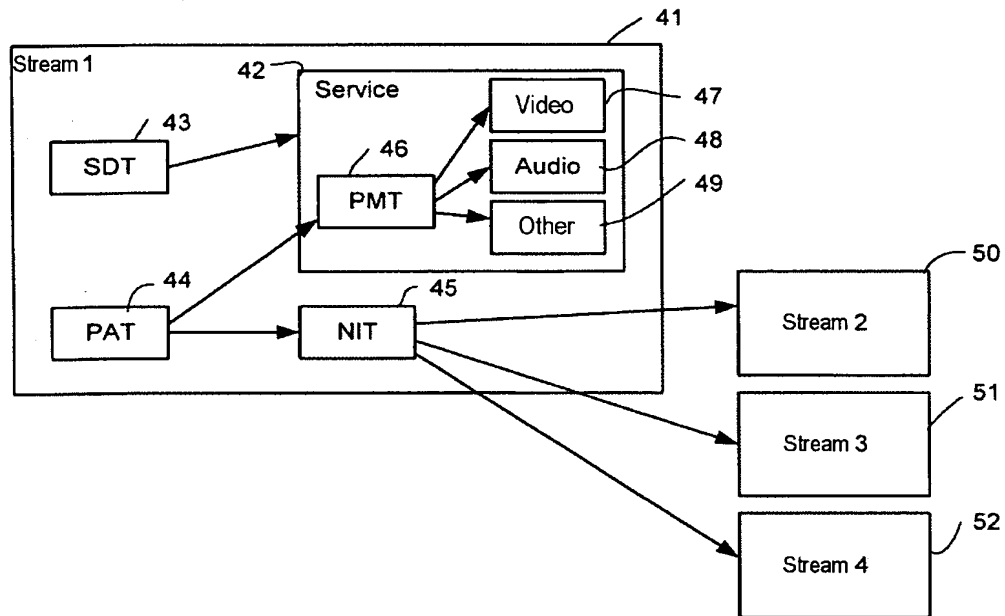 41
Stream 1
42
Service
Video
47
43
SDT
46
PMT
Audio
48
Other
49
44
PAT
45
NIT
50
Stream 2
51
Stream 3
52
Stream 4